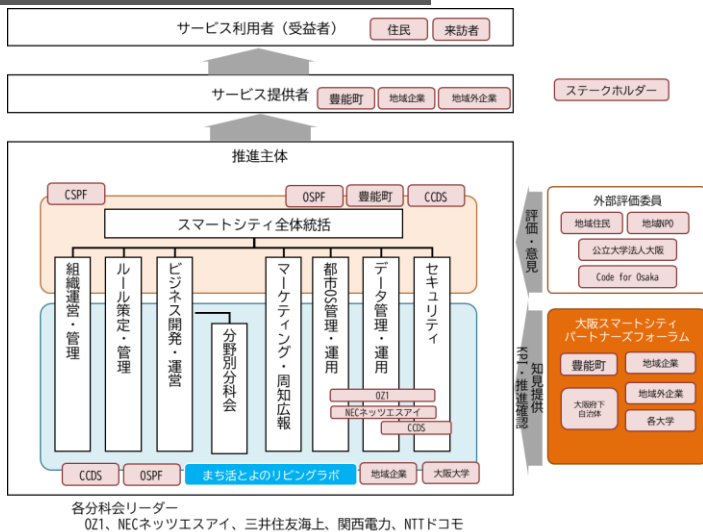 サービス利用者（受益者）
住民
来訪者
サービス提供者
豊能町
地域企業
地域外企業
ステークホルダー
推進主体
CSPF
OSPF
豊能町
CCDS
スマートシティ全体統括
組織運営・管理
ルール策定・管理
ビジネス開発・運営
分野別分科会
マーケティング・周知広報
都市OS管理・運用
データ管理・運用
セキュリティ
OZ1
NECネッツエスアイ
CCDS
CCDS
OSPF
まち活とよのリビングラボ
地域企業
大阪大学
評価・意見
外部評価委員
地域住民
地域NPO
公立大学法人大阪
Code for Osaka
知見提供
KPI・推進確認
大阪スマートシティ
パートナーズフォーラム
豊能町
地域企業
大阪府下
自治体
地域外企業
各大学
各分科会リーダー
OZ1、NECネッツエスアイ、三井住友海上、関西電力、NTTドコモ